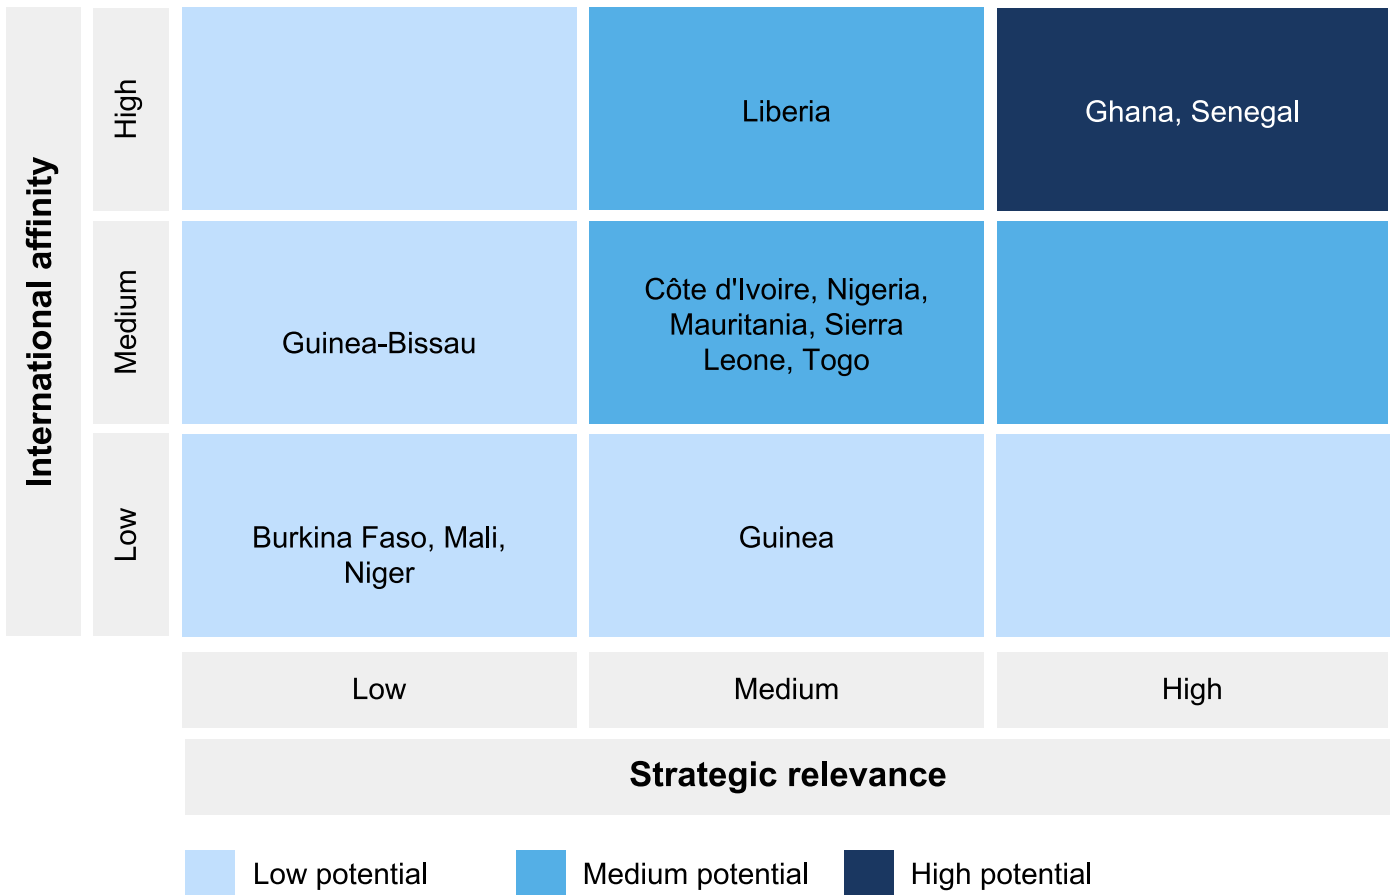 International affinity
High
Liberia
Ghana, Senegal
Medium
Guinea-Bissau
Côte d'Ivoire, Nigeria,
Mauritania, Sierra
Leone, Togo
Low
Burkina Faso, Mali,
Niger
Guinea
Low
Medium
High
Strategic relevance
Low potential
Medium potential
High potential